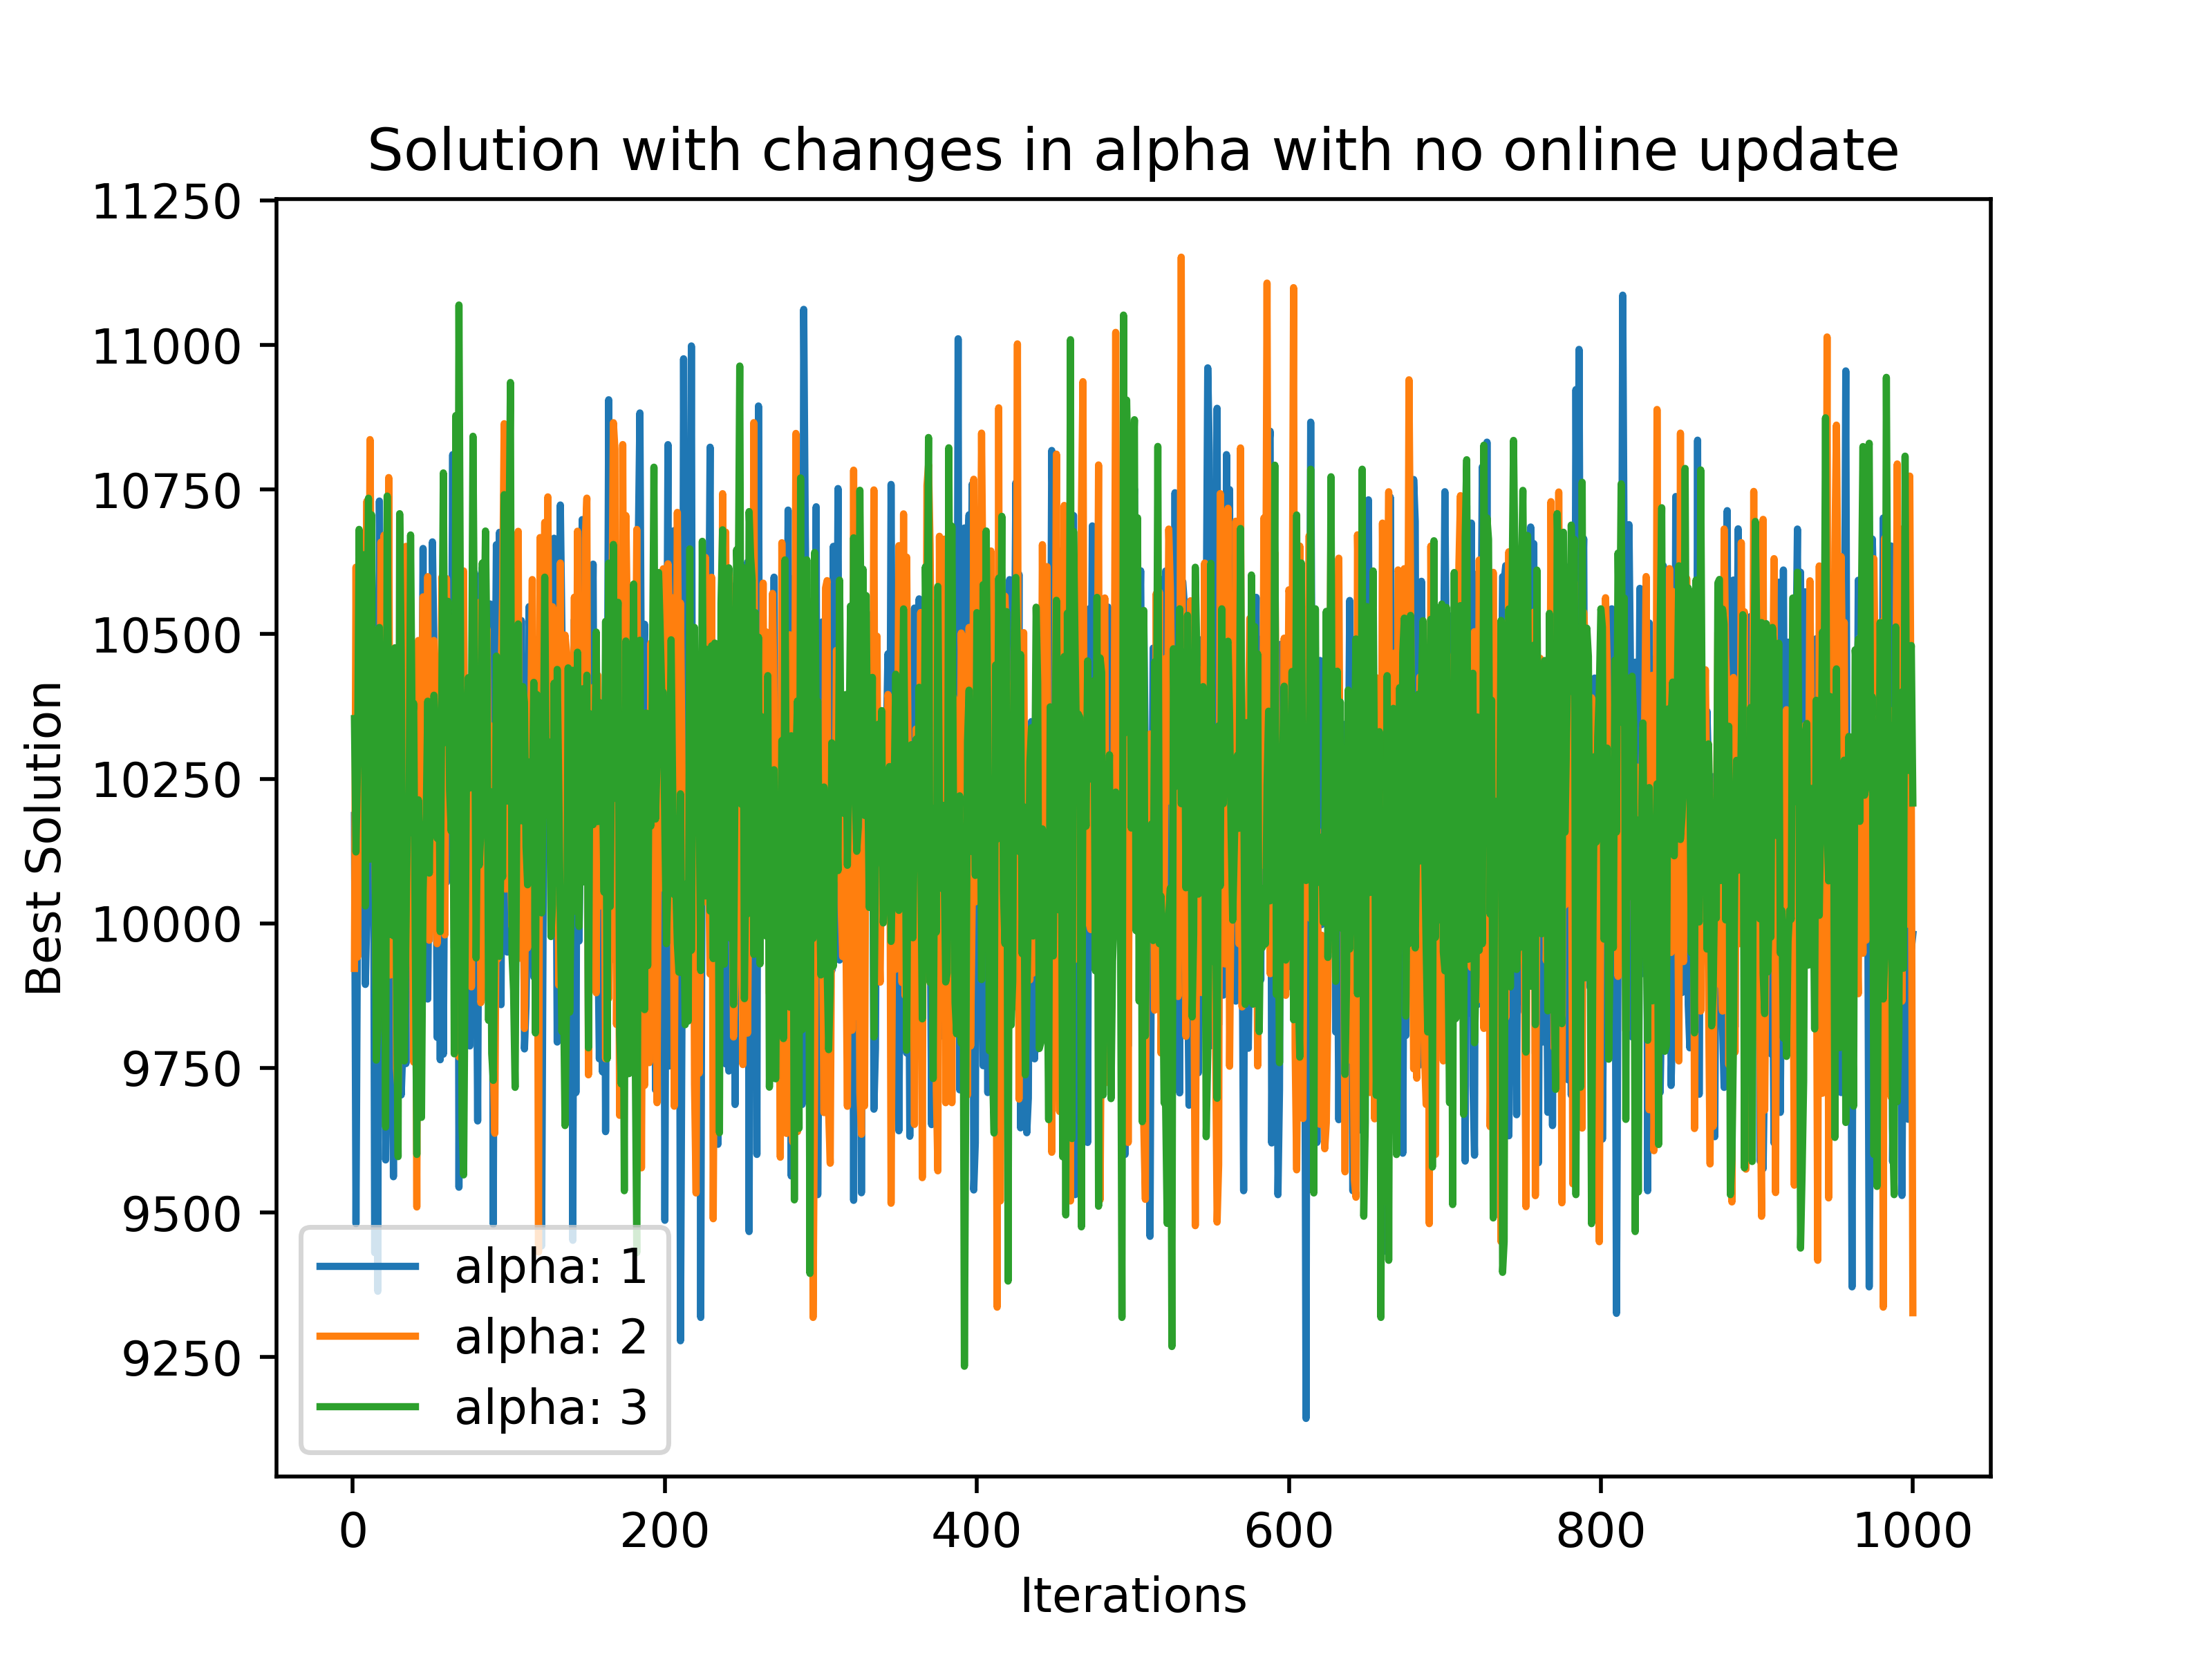 Solution with changes in alpha with no online update
11250
11000
10750
10500
10250
10000
9750
9500
9250
Best Solution
alpha: 1
alpha: 2
alpha: 3
0 200 400 600 800 1000
Iterations